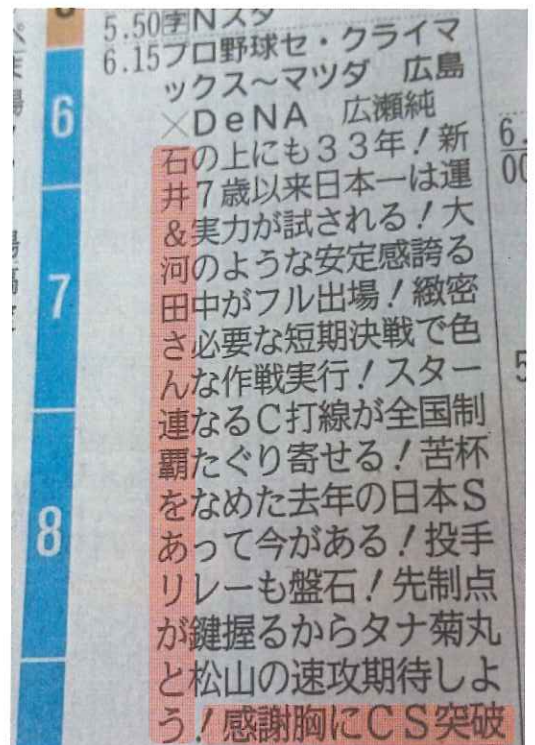 5.50字Nスタ
6.15プロ野球セ・クライマ
ックス～マツダ　広島
×DeNA　広瀬純
石の上にも33年！新
井7歳以来日本一は運
&実力が試される！大
河のような安定感誇る
田中がフル出場！緻密
さ必要な短期決戦で色
んな作戦実行！スター
連なるC打線が全国制
覇たぐり寄せる！苦杯
をなめた去年の日本S
あって今がある！投手
リレーも盤石！先制点
が鍵握るからタナ菊丸
と松山の速攻期待しよ
う！感謝胸にCS突破
6
7
8